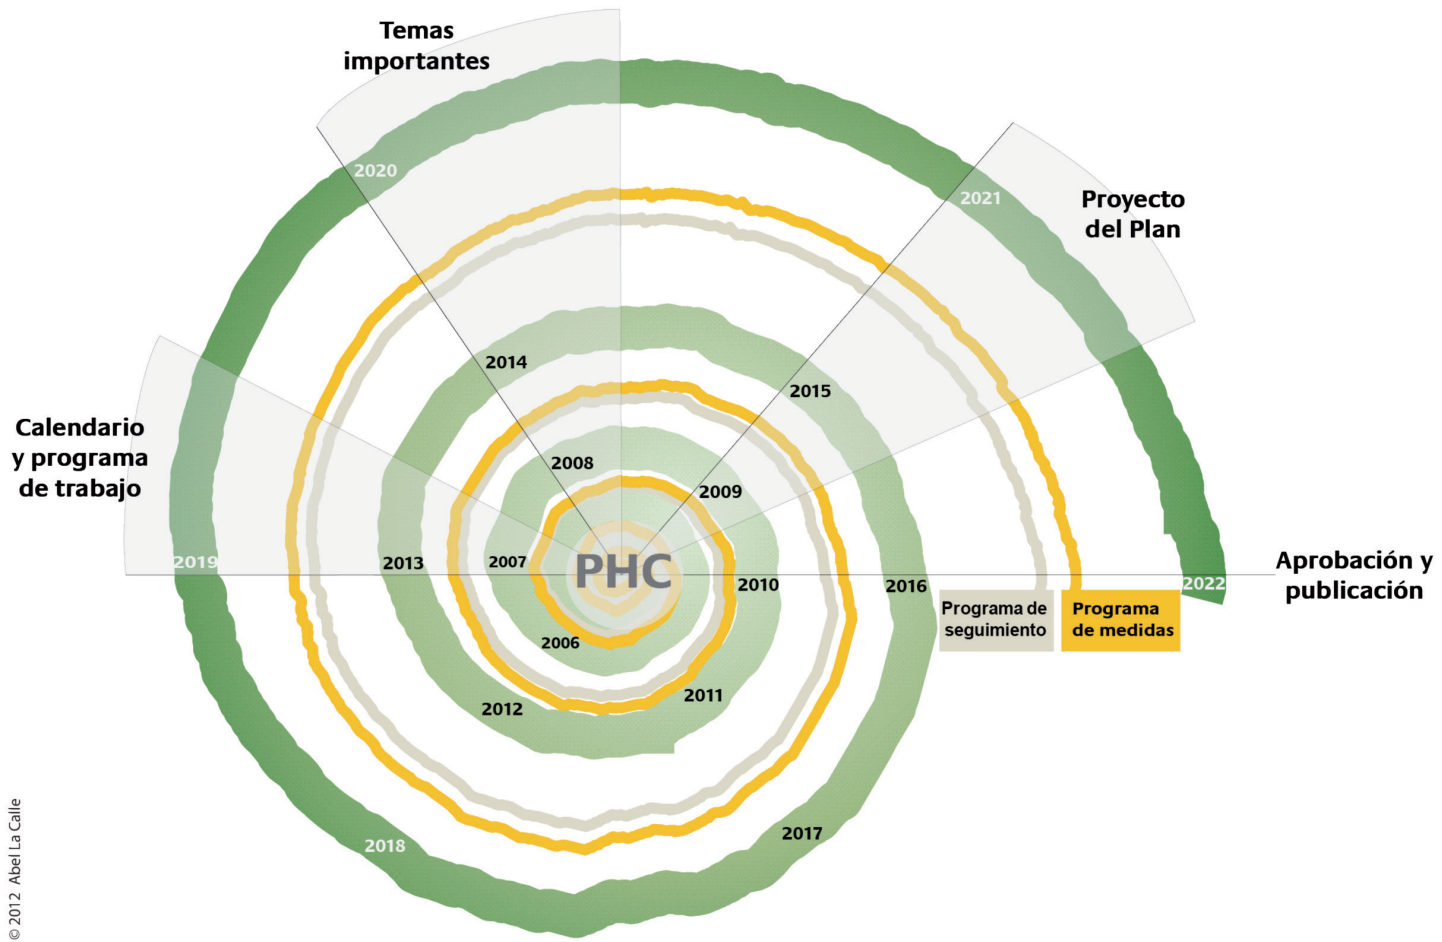 Temas
importantes
2020
2021
Proyecto
del Plan
2014
2015
Calendario
y programa
de trabajo
2008
2009
2019
2013
2007
PHC
2010
2016
2022
Aprobación y
publicación
Programa de
seguimiento
Programa
de medidas
2006
2011
2012
2017
2018
© 2012 Abel La Calle